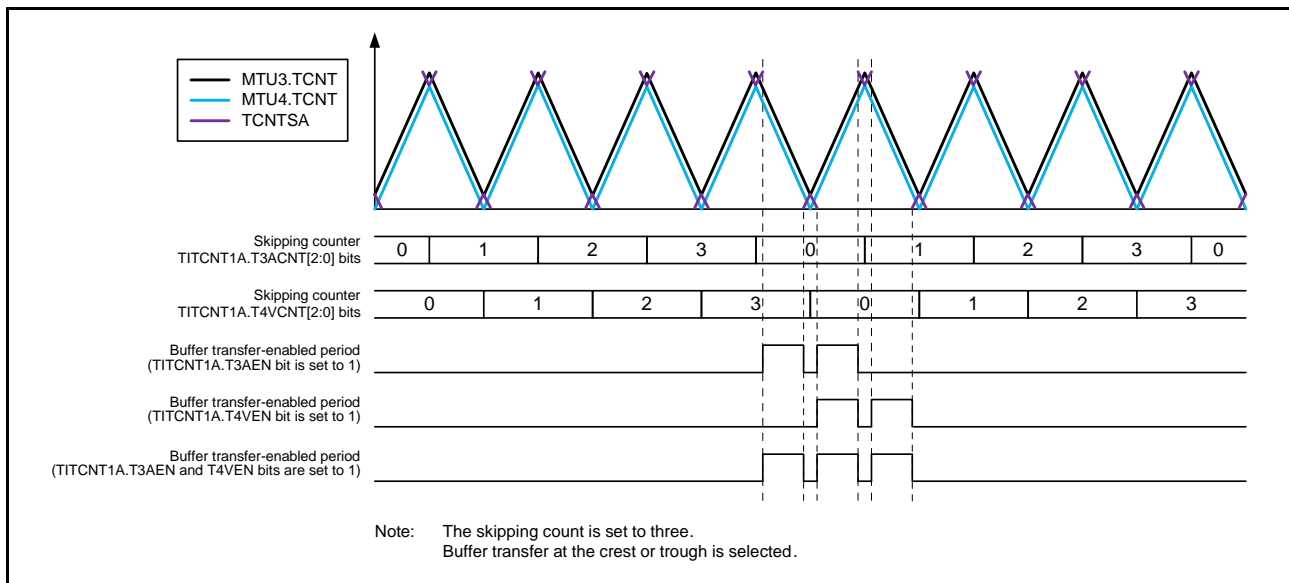 MTU3.TCNT
MTU4.TCNT
TCNTSA
Skipping counter
TITCNT1A.T3ACNT[2:0] bits
0 1 2 3 0 1 2 3 0
Skipping counter
TITCNT1A.T4VCNT[2:0] bits
0 1 2 3 0 1 2 3
Buffer transfer-enabled period
(TITCNT1A.T3AEN bit is set to 1)
Buffer transfer-enabled period
(TITCNT1A.T4VEN bit is set to 1)
Buffer transfer-enabled period
(TITCNT1A.T3AEN and T4VEN bits are set to 1)
Note: The skipping count is set to three.
Buffer transfer at the crest or trough is selected.